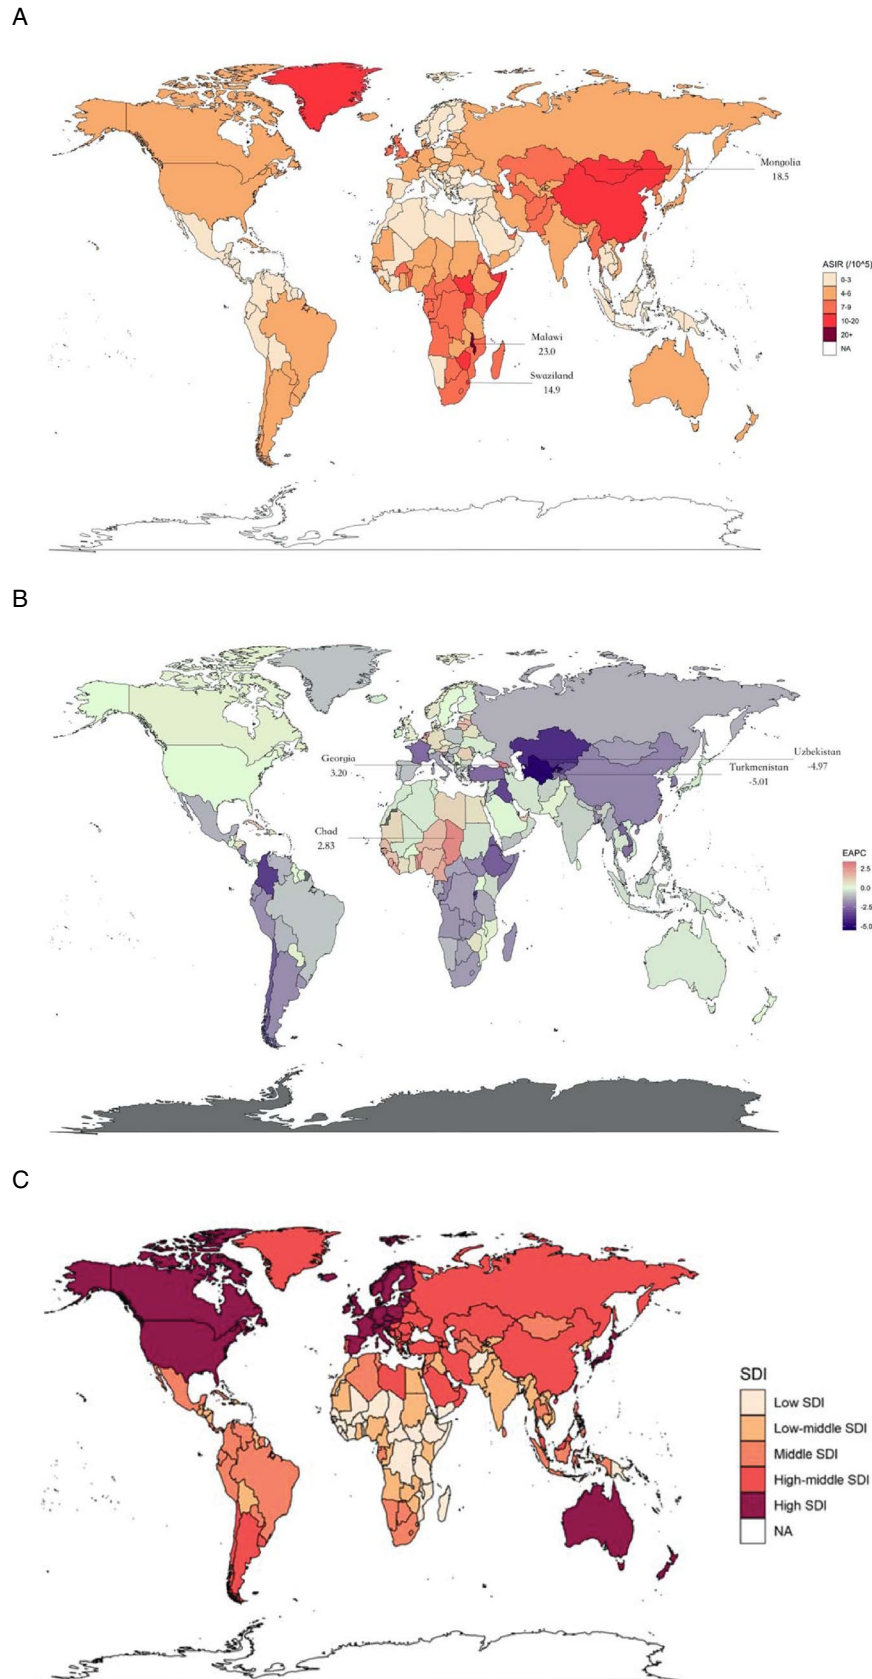 A
Mongolia
18.5
Malawi
23.0
Swaziland
14.9
ASIR (/10^5)
0-3
4-6
7-9
10-20
20+
NA
B
Georgia
3.20
Chad
2.83
Uzbekistan
-4.97
Turkmenistan
-5.01
EAPC
2.5
0.0
-2.5
-5.0
C
SDI
Low SDI
Low-middle SDI
Middle SDI
High-middle SDI
High SDI
NA